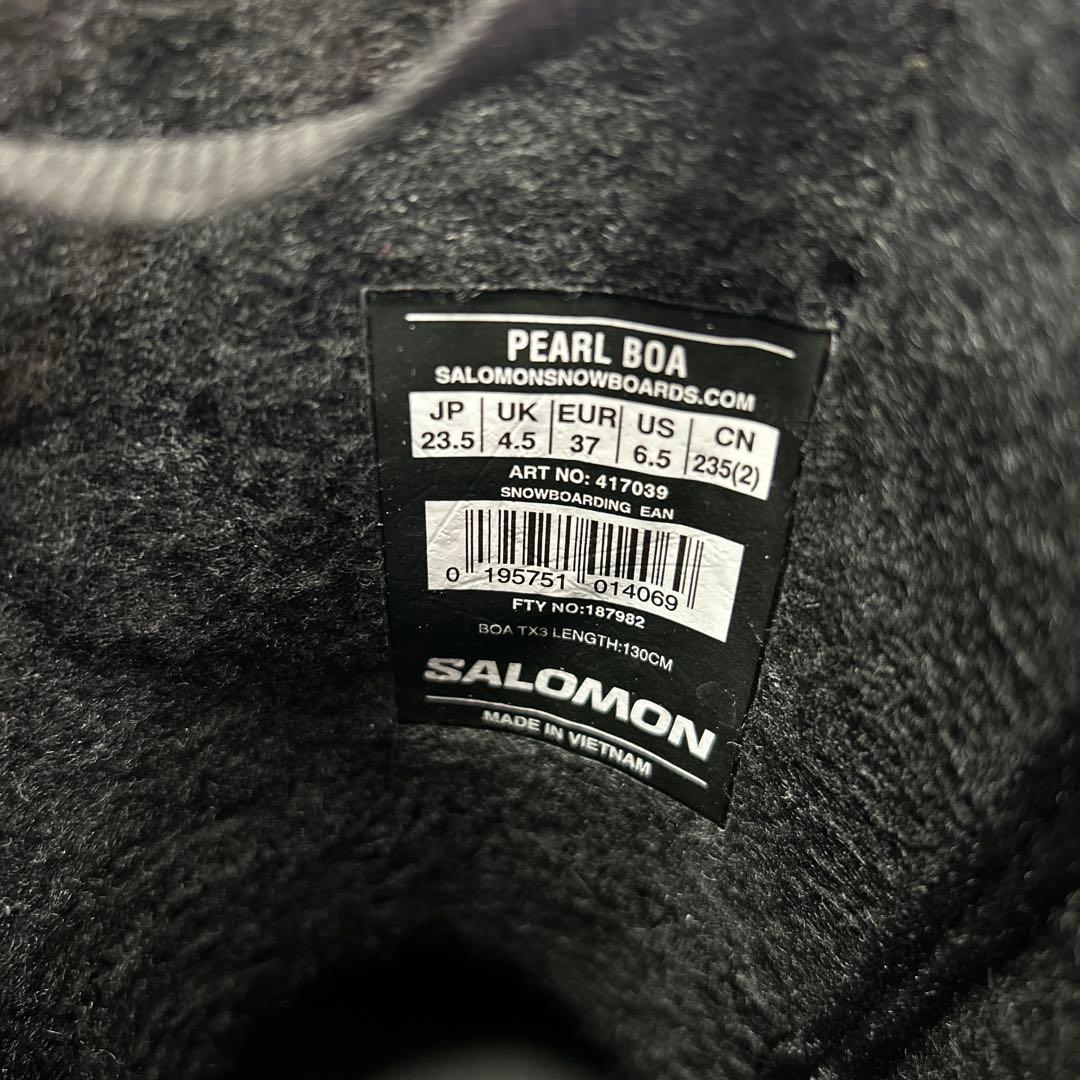 PEARL BOA
SALOMONSNOWBOARDS.COM
JP UK EUR US CN
23.5 4.5 37 6.5 235(2)
ART NO: 417039
SNOWBOARDING EAN
0 195751 014069
FTY NO:187982
BOA TX3 LENGTH:130CM
SALOMON
MADE IN VIETNAM